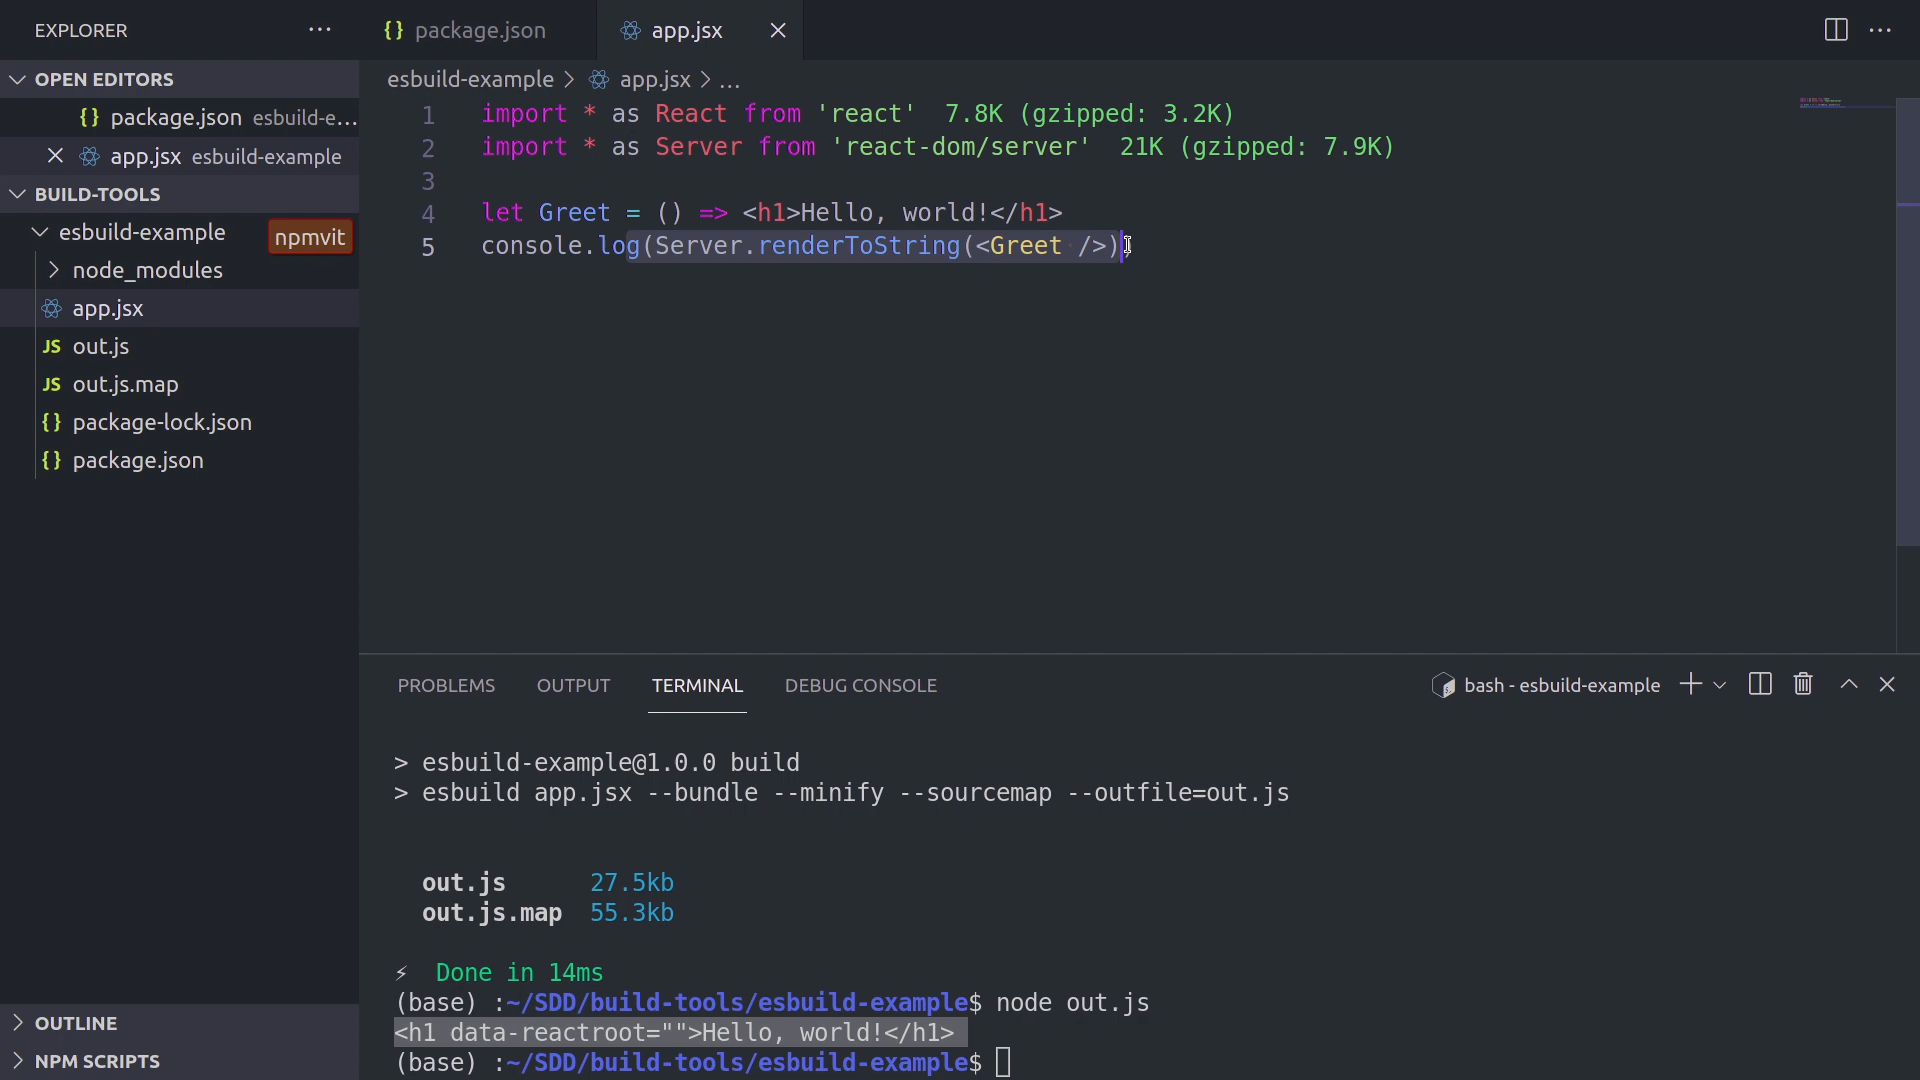 EXPLORER
{} package.json
app.jsx
OPEN EDITORS
{} package.json esbuild-e...
app.jsx esbuild-example
BUILD-TOOLS
esbuild-example
npmvit
node_modules
app.jsx
JS out.js
JS out.js.map
{} package-lock.json
{} package.json
OUTLINE
NPM SCRIPTS
esbuild-example > app.jsx > ...
1 import * as React from 'react' 7.8K (gzipped: 3.2K)
2 import * as Server from 'react-dom/server' 21K (gzipped: 7.9K)
3
4 let Greet = () => <h1>Hello, world!</h1>
5 console.log(Server.renderToString(<Greet />))
PROBLEMS OUTPUT TERMINAL DEBUG CONSOLE
bash - esbuild-example
> esbuild-example@1.0.0 build
> esbuild app.jsx --bundle --minify --sourcemap --outfile=out.js
out.js 27.5kb
out.js.map 55.3kb
⚡ Done in 14ms
(base) :~/SDD/build-tools/esbuild-example$ node out.js
<h1 data-reactroot="">Hello, world!</h1>
(base) :~/SDD/build-tools/esbuild-example$